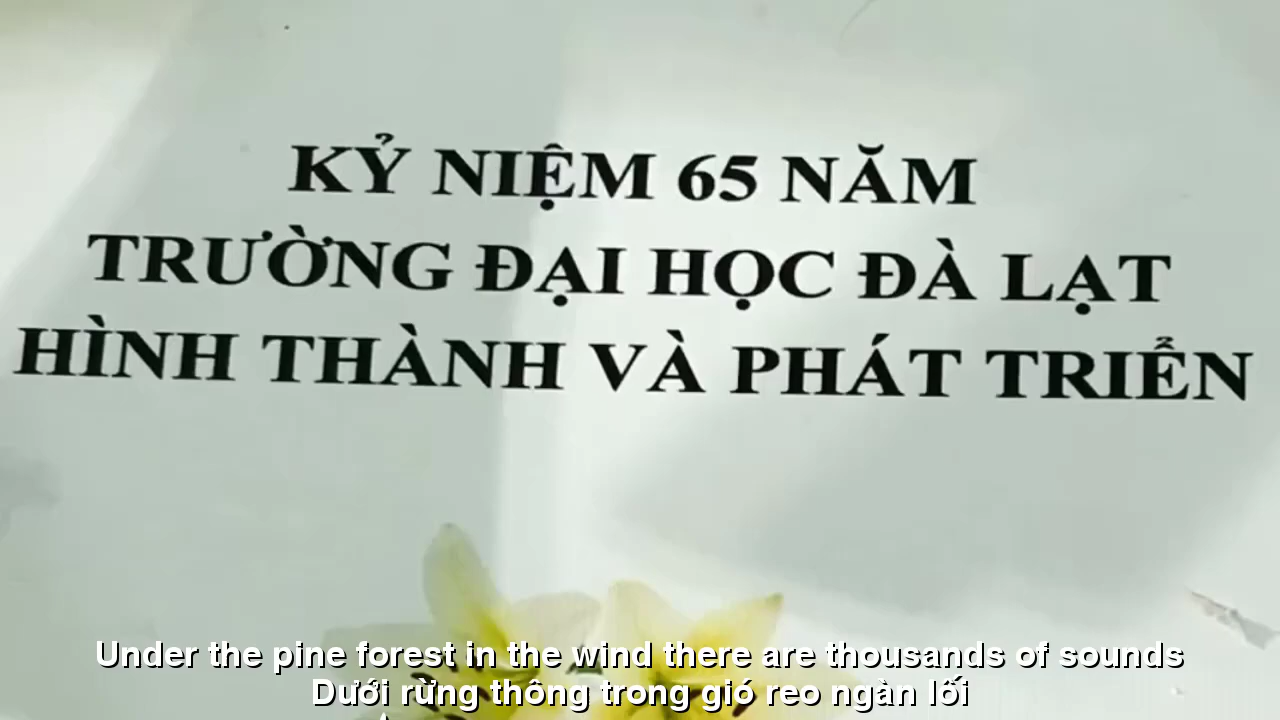 KỶ NIỆM 65 NĂM
TRƯỜNG ĐẠI HỌC ĐÀ LẠT
HÌNH THÀNH VÀ PHÁT TRIỂN
Under the pine forest in the wind there are thousands of sounds
Dưới rừng thông trong gió reo ngàn lối